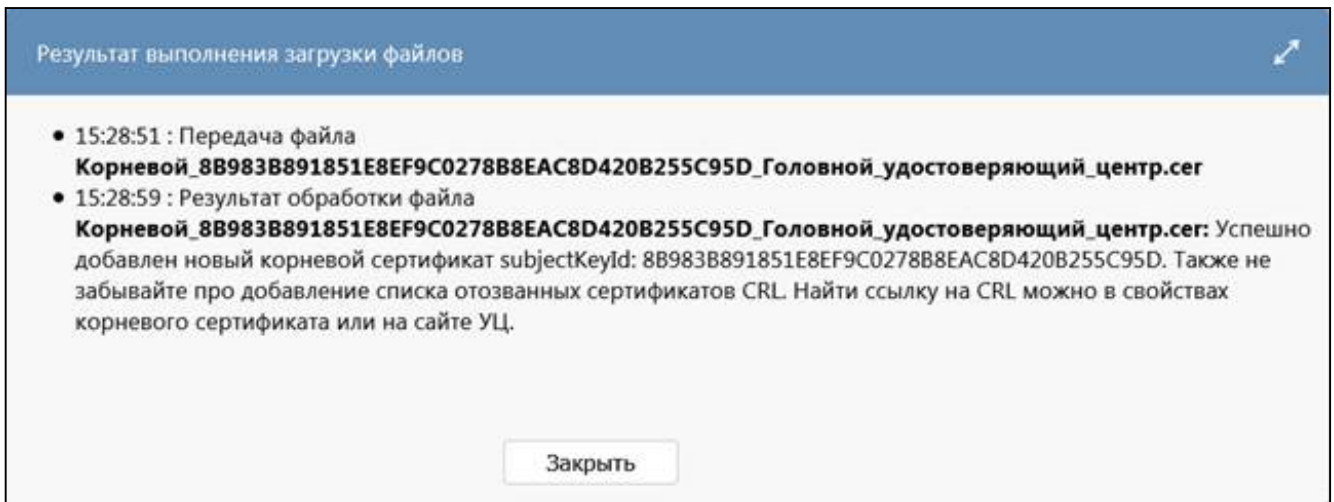 Результат выполнения загрузки файлов
• 15:28:51 : Передача файла
Корневой_8B983B891851E8EF9C0278B8EAC8D420B255C95D_Головной_удостоверяющий_центр.cer
• 15:28:59 : Результат обработки файла
Корневой_8B983B891851E8EF9C0278B8EAC8D420B255C95D_Головной_удостоверяющий_центр.cer: Успешно
добавлен новый корневой сертификат subjectKeyId: 8B983B891851E8EF9C0278B8EAC8D420B255C95D. Также не
забывайте про добавление списка отозванных сертификатов CRL. Найти ссылку на CRL можно в свойствах
корневого сертификата или на сайте УЦ.
Закрыть